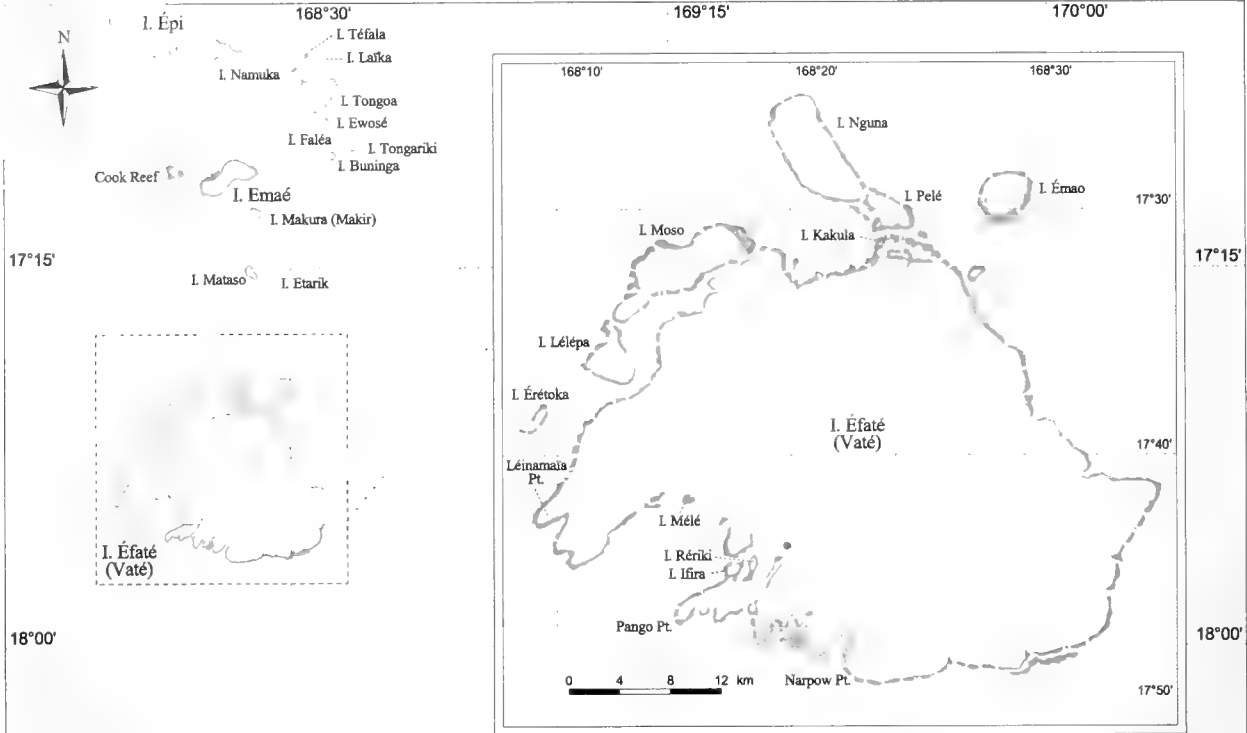 168°30'
169°15'
170°00'
I. Épi
N
I. Téfala
I. Laïka
I. Namuka
I. Tongoa
I. Ewosé
I. Faléa
I. Tongariki
I. Buninga
Cook Reef
I. Emaé
I. Makura (Makir)
17°15'
I. Mataso
I. Etarik
I. Éfaté
(Vaté)
18°00'
168°10'
168°20'
168°30'
I. Nguna
I. Pelé
I. Émao
17°30'
I. Moso
I. Kakula
17°15'
I. Lélépa
I. Érétoka
I. Éfaté
(Vaté)
17°40'
Léinamaïa
Pt.
I. Mélé
I. Rériki
I. Ifira
Pango Pt.
18°00'
0 4 8 12 km
Narpow Pt.
17°50'